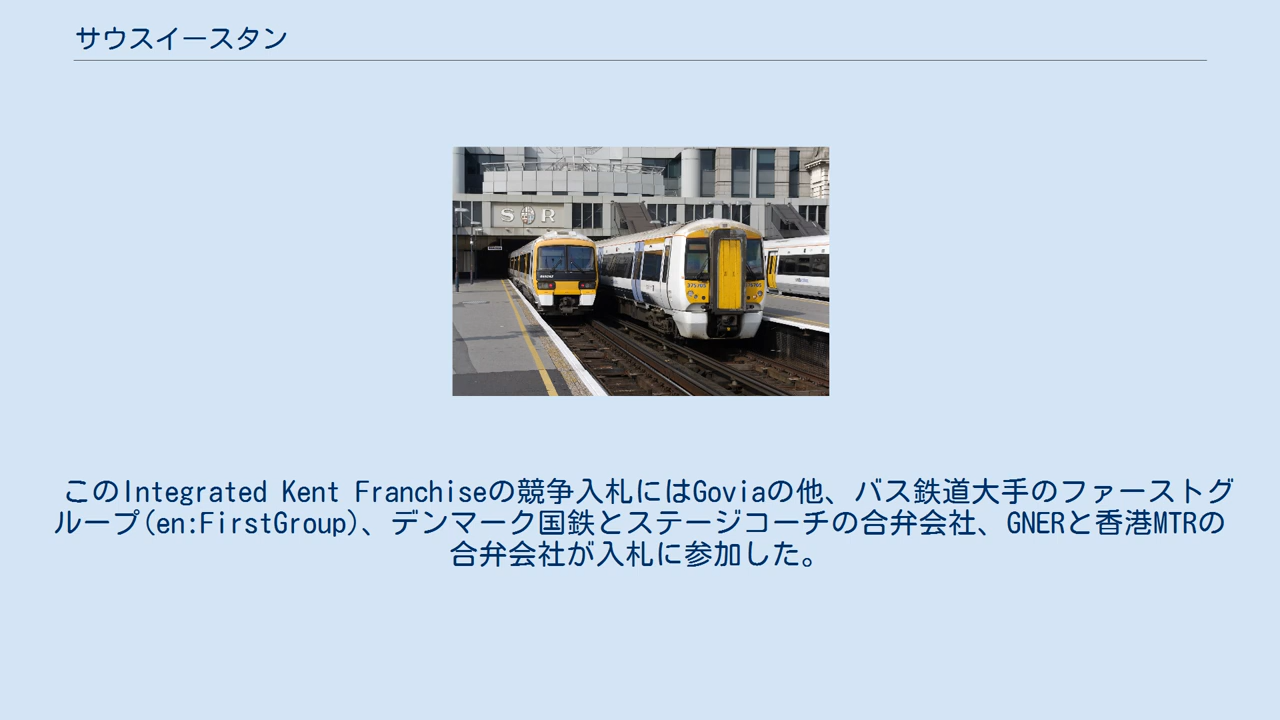 サウスイースタン
S R
375705
このIntegrated Kent Franchiseの競争入札にはGoviaの他、バス鉄道大手のファーストグ
ループ(en:FirstGroup)、デンマーク国鉄とステージコーチの合弁会社、GNERと香港MTRの
合弁会社が入札に参加した。